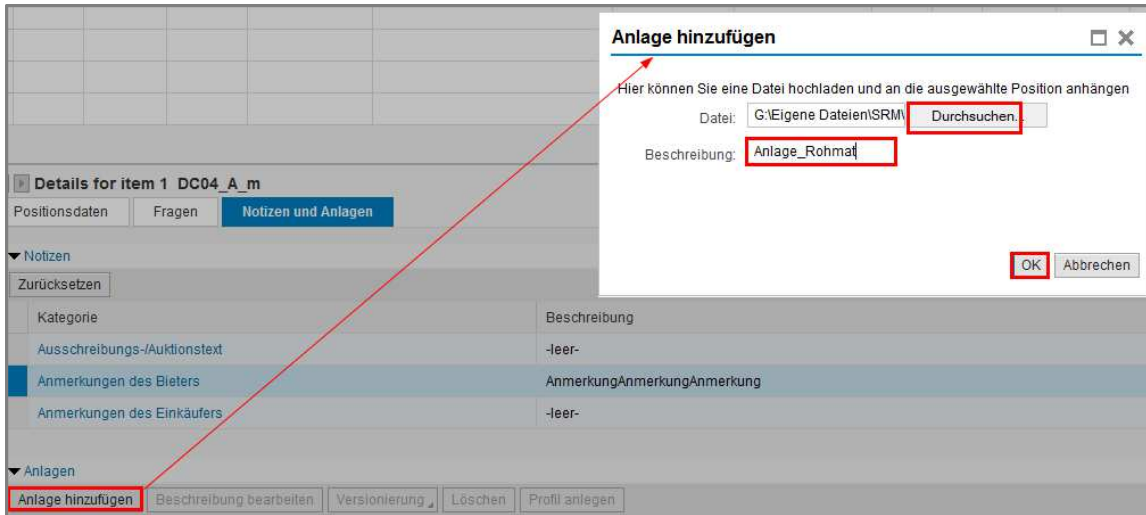 Anlage hinzufügen
Hier können Sie eine Datei hochladen und an die ausgewählte Position anhängen
Datei: G:\Eigene Dateien\SRM\ Durchsuchen..
Beschreibung: Anlage_Rohmat
OK Abbrechen
Details for item 1 DC04_A_m
Positionsdaten Fragen Notizen und Anlagen
Notizen
Zurücksetzen
Kategorie Beschreibung
Ausschreibungs-/Auktionstext -leer-
Anmerkungen des Bieters AnmerkungAnmerkungAnmerkung
Anmerkungen des Einkäufers -leer-
Anlagen
Anlage hinzufügen Beschreibung bearbeiten Versionierung Löschen Profil anlegen